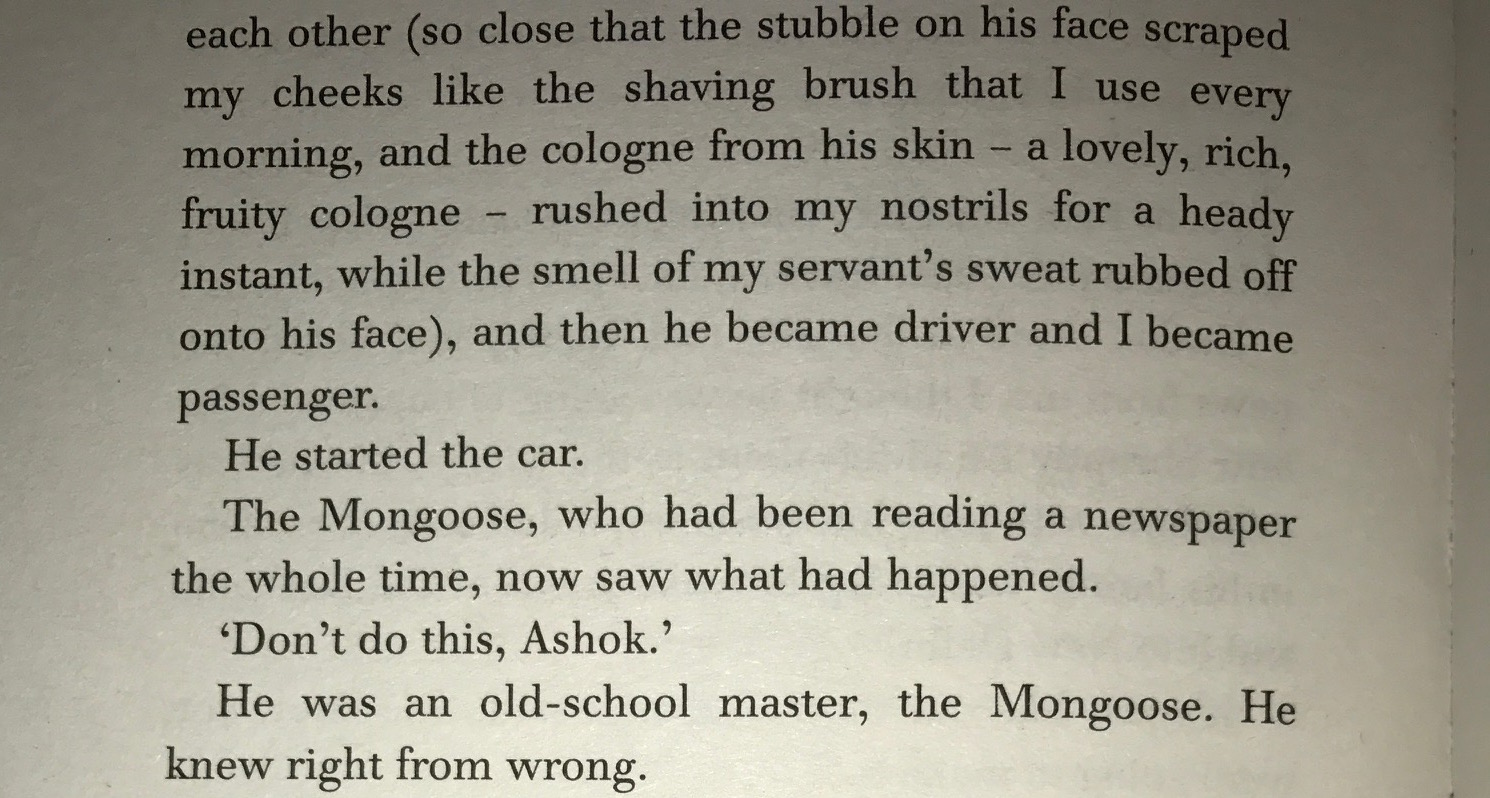 each other (so close that the stubble on his face scraped
my cheeks like the shaving brush that I use every
morning, and the cologne from his skin – a lovely, rich,
fruity cologne – rushed into my nostrils for a heady
instant, while the smell of my servant’s sweat rubbed off
onto his face), and then he became driver and I became
passenger.
He started the car.
The Mongoose, who had been reading a newspaper
the whole time, now saw what had happened.
‘Don’t do this, Ashok.’
He was an old-school master, the Mongoose. He
knew right from wrong.